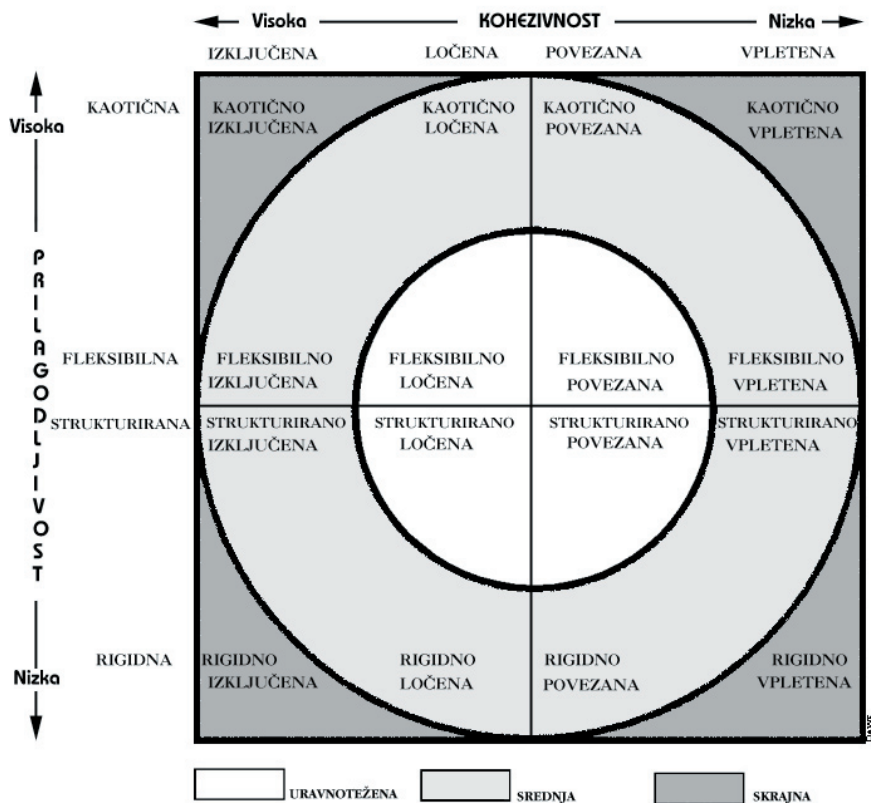 Visoka KOHEZIVNOST Nizka
IZKLJUČENA LOČENA POVEZANA VPLETENA
KAOTIČNA KAOTIČNO KAOTIČNO KAOTIČNO KAOTIČNO
Visoka IZKLJUČENA LOČENA POVEZANA VPLETENA
PRILAGODLJIVOST
FLEKSIBILNA FLEKSIBILNO FLEKSIBILNO FLEKSIBILNO FLEKSIBILNO
IZKLJUČENA LOČENA POVEZANA VPLETENA
STRUKTURIRANA STRUKTURIRANO STRUKTURIRANO STRUKTURIRANO STRUKTURIRANO
IZKLJUČENA LOČENA POVEZANA VPLETENA
RIGIDNA RIGIDNO RIGIDNO RIGIDNO RIGIDNO
Nizka IZKLJUČENA LOČENA POVEZANA VPLETENA
URAVNOTEŽENA SREDNJA SKRAJNA